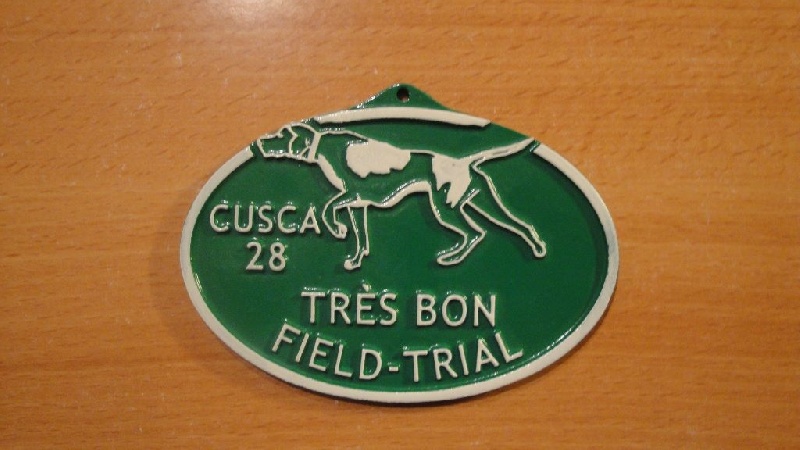 CUSCA
28
TRÈS BON
FIELD-TRIAL